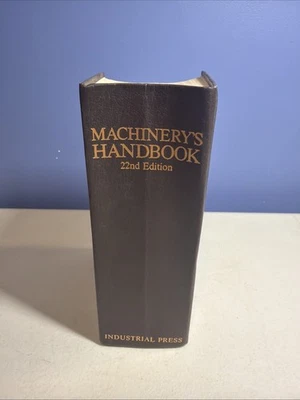 MACHINERY'S
HANDBOOK
22nd Edition
INDUSTRIAL PRESS